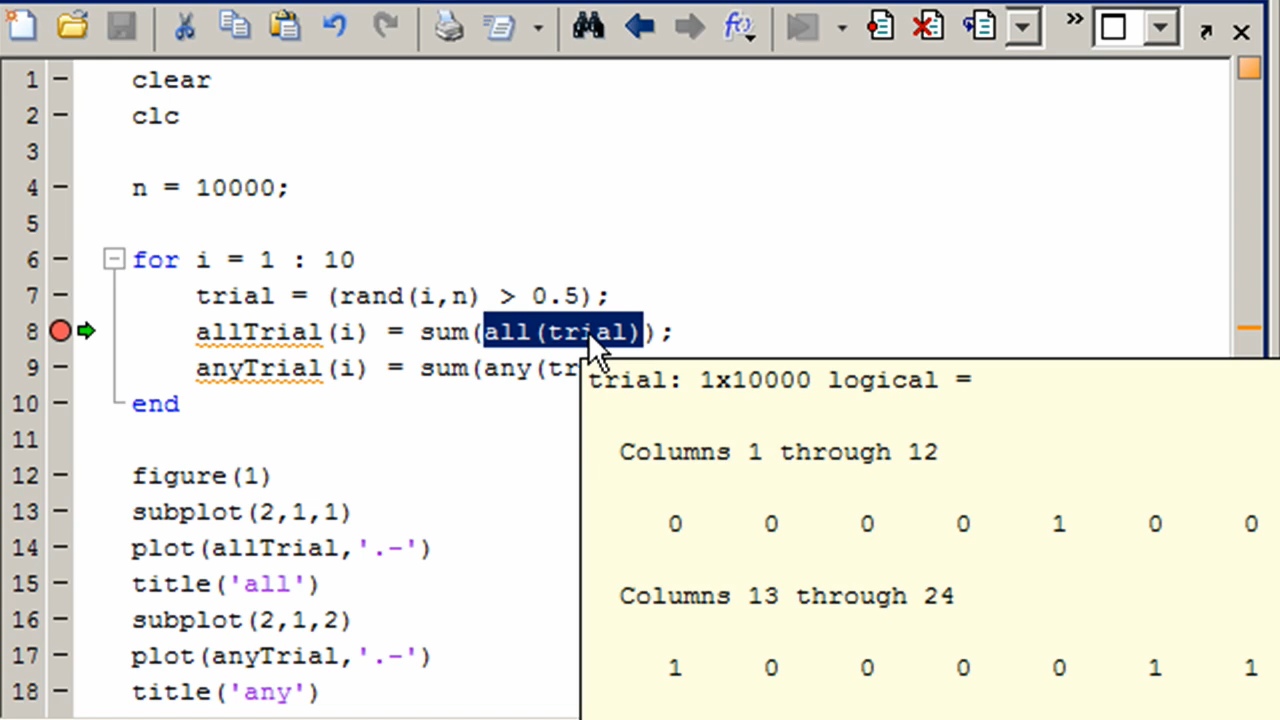 1 clear
2 clc
3
4 n = 10000;
5
6 for i = 1 : 10
7 trial = (rand(i,n) > 0.5);
8 allTrial(i) = sum(all(trial));
9 anyTrial(i) = sum(any(tr
trial: 1x10000 logical =
10 end
11
Columns 1 through 12
12 figure(1)
13 subplot(2,1,1)
0 0 0 0 1 0 0
14 plot(allTrial,'.-')
15 title('all')
Columns 13 through 24
16 subplot(2,1,2)
17 plot(anyTrial,'.-')
1 0 0 0 0 1 1
18 title('any')